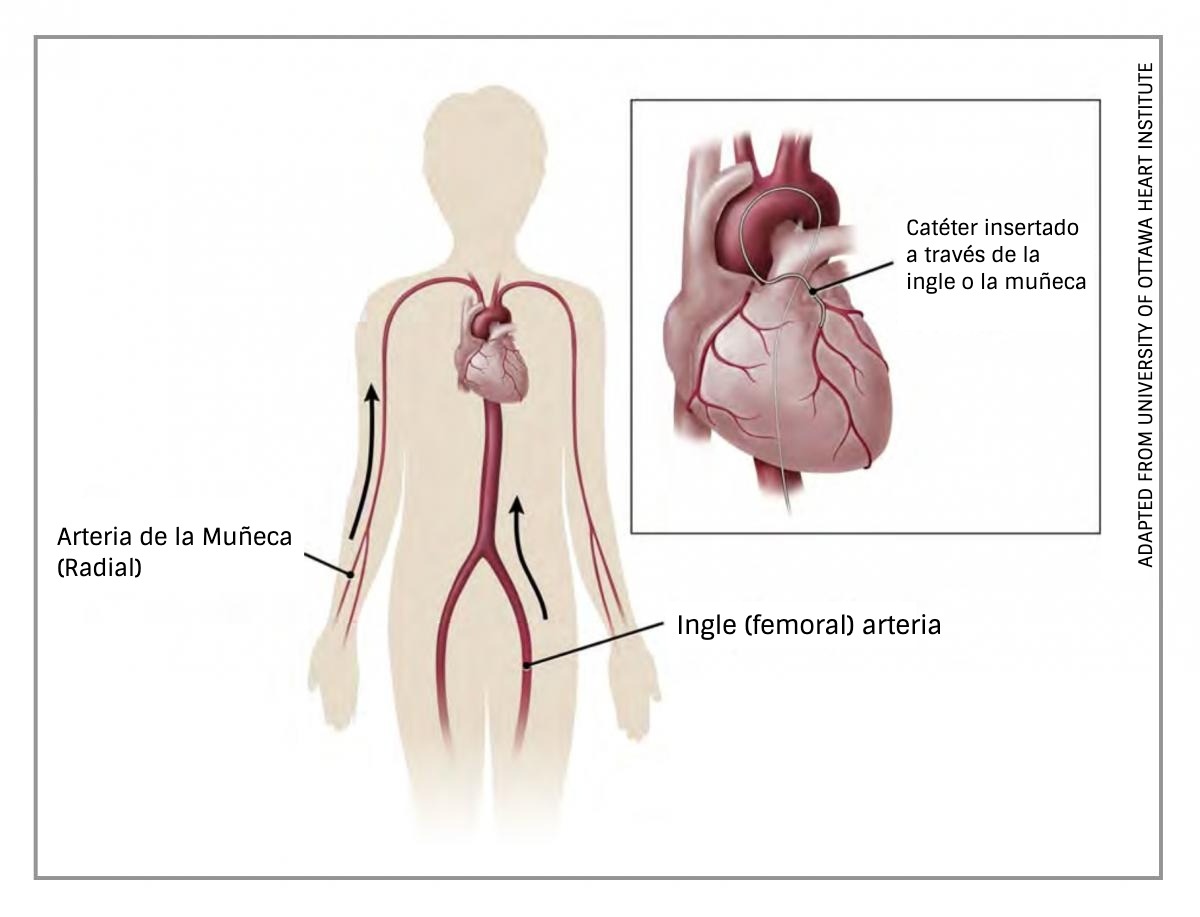 Catéter insertado
a través de la
ingle o la muñeca
Arteria de la Muñeca
(Radial)
Ingle (femoral) arteria
ADAPTED FROM UNIVERSITY OF OTTAWA HEART INSTITUTE